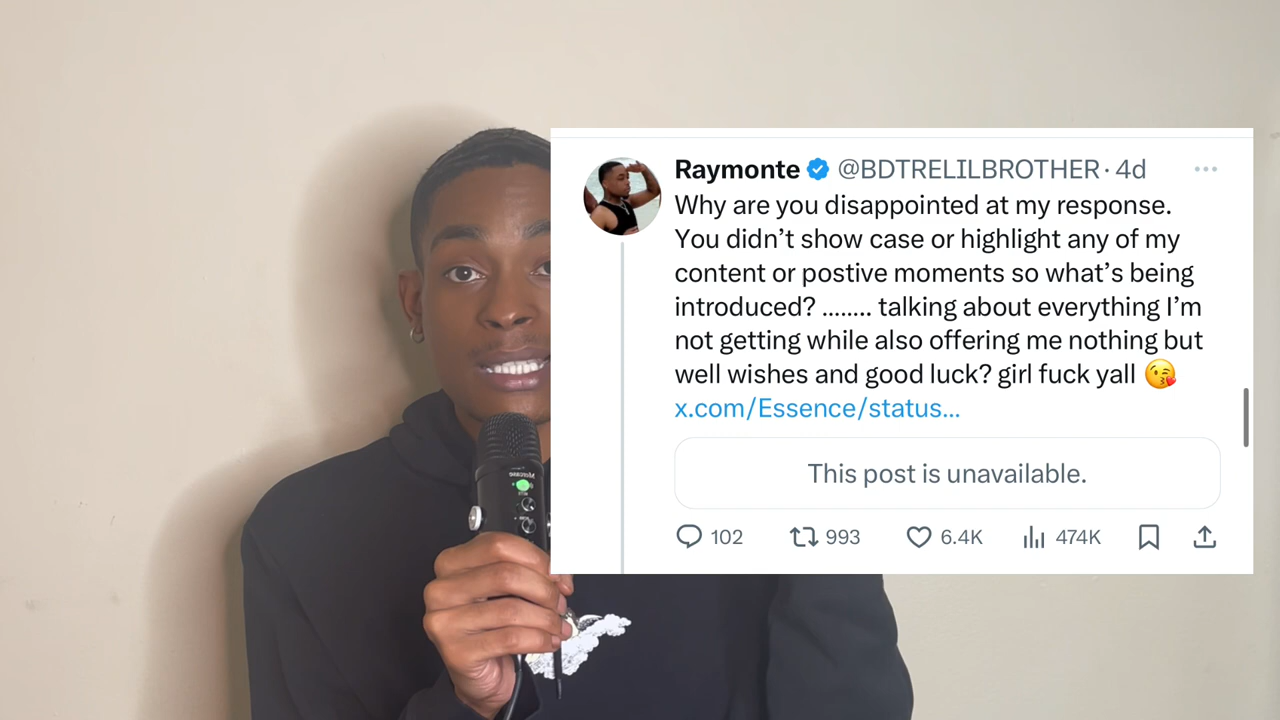 Raymonte @BDTRELILBROTHER · 4d
Why are you disappointed at my response.
You didn’t show case or highlight any of my
content or postive moments so what’s being
introduced? ........ talking about everything I’m
not getting while also offering me nothing but
well wishes and good luck? girl fuck yall 😘
x.com/Essence/status...
This post is unavailable.
102 993 6.4K 474K